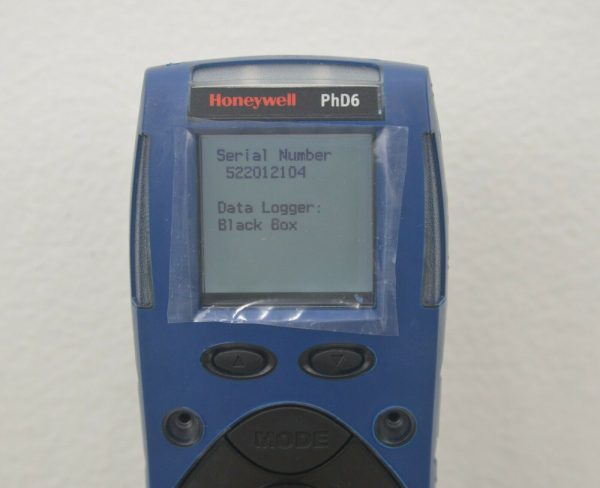 Honeywell PhD6
Serial Number
522012104
Data Logger:
Black Box
MODE